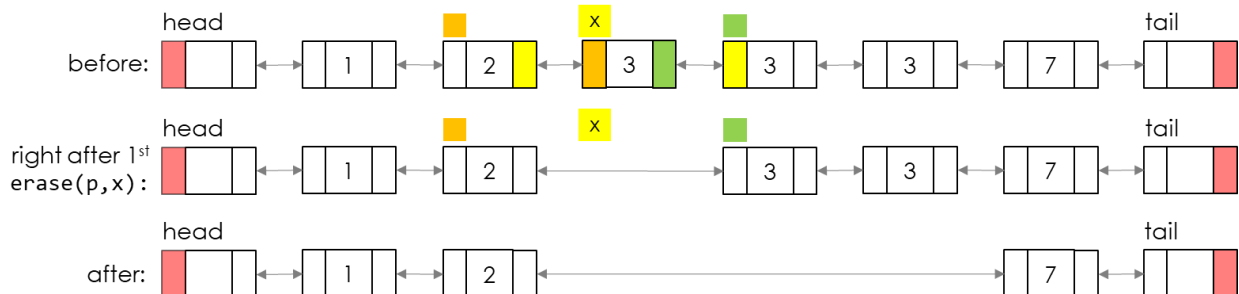 head x tail
before: 1 2 3 3 3 7
head x tail
right after 1st
erase(p,x): 1 2 3 3 7
head tail
after: 1 2 7